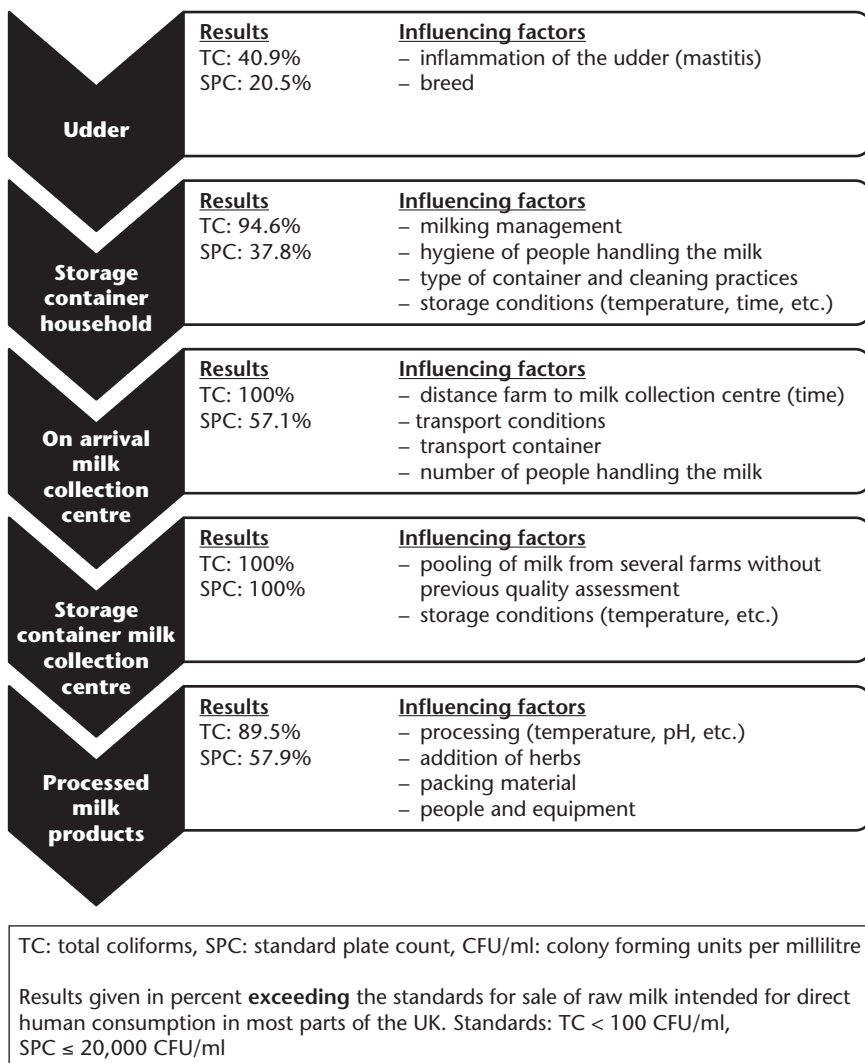 Results Influencing factors
TC: 40.9% – inflammation of the udder (mastitis)
SPC: 20.5% – breed
Udder
Results Influencing factors
TC: 94.6% – milking management
SPC: 37.8% – hygiene of people handling the milk
– type of container and cleaning practices
– storage conditions (temperature, time, etc.)
Storage
container
household
Results Influencing factors
TC: 100% – distance farm to milk collection centre (time)
SPC: 57.1% – transport conditions
– transport container
– number of people handling the milk
On arrival
milk
collection
centre
Results Influencing factors
TC: 100% – pooling of milk from several farms without
SPC: 100% previous quality assessment
– storage conditions (temperature, etc.)
Storage
container milk
collection
centre
Results Influencing factors
TC: 89.5% – processing (temperature, pH, etc.)
SPC: 57.9% – addition of herbs
– packing material
– people and equipment
Processed
milk
products
TC: total coliforms, SPC: standard plate count, CFU/ml: colony forming units per millilitre
Results given in percent exceeding the standards for sale of raw milk intended for direct
human consumption in most parts of the UK. Standards: TC < 100 CFU/ml,
SPC ≤ 20,000 CFU/ml